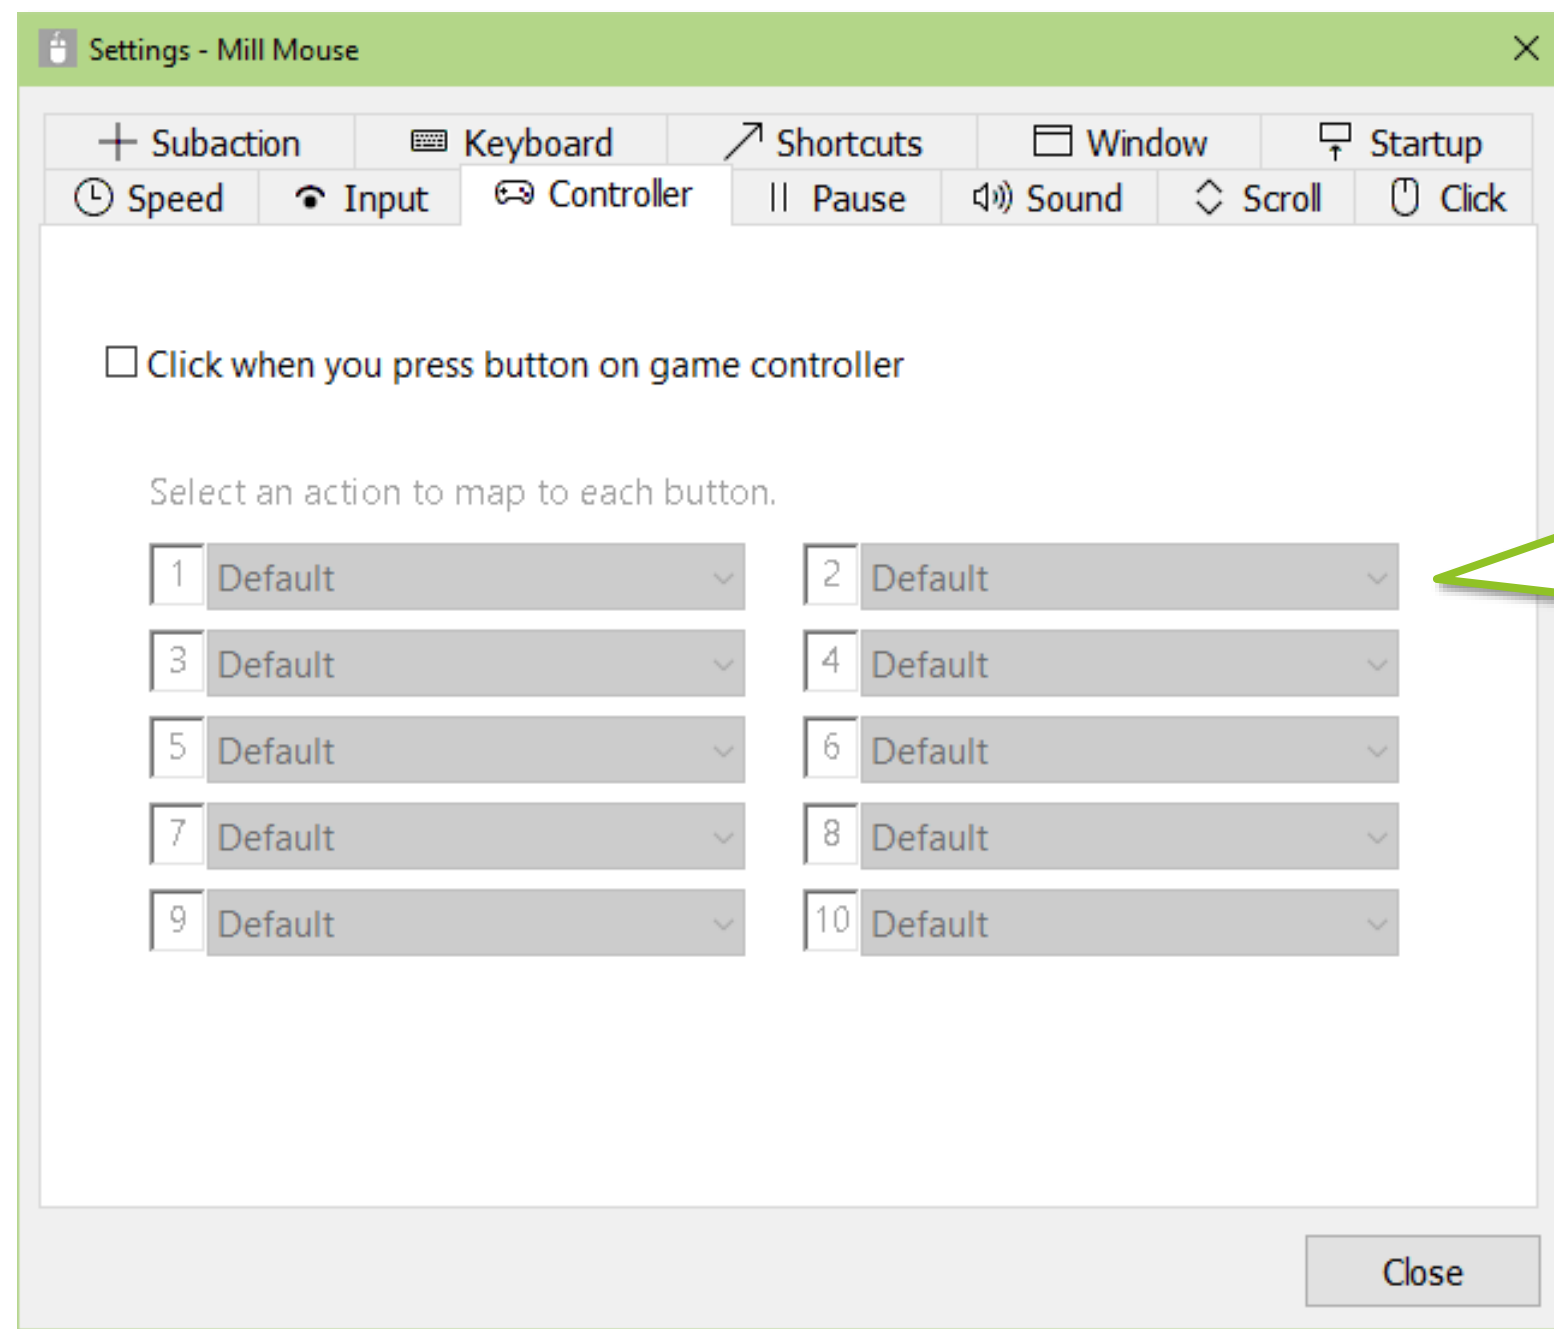 Settings - Mill Mouse
Subaction Keyboard Shortcuts Window Startup
Speed Input Controller Pause Sound Scroll Click
Click when you press button on game controller
Select an action to map to each button.
1 Default 2 Default
3 Default 4 Default
5 Default 6 Default
7 Default 8 Default
9 Default 10 Default
Close